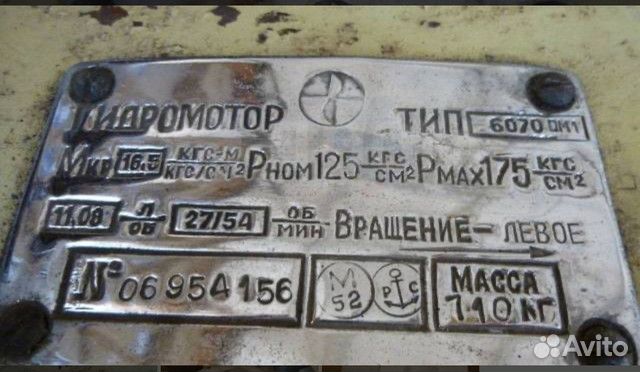 ГИДРОМОТОР ТИП 6070 ОМ1
Мкр 16.5 КГС-М/КГС/СМ² Рном 125 КГС/СМ² Рмах 175 КГС/СМ²
11.08 Л/ОБ 27/54 ОБ/МИН ВРАЩЕНИЕ - ЛЕВОЕ
№ 06954156 М 52 РС МАССА 710 КГ
Avito